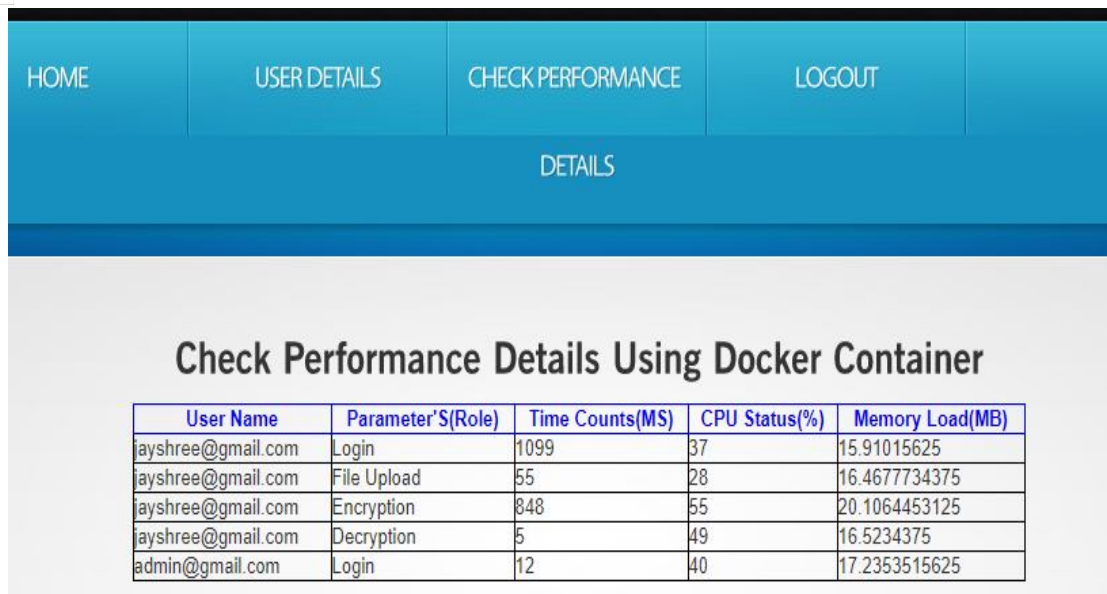 HOME USER DETAILS CHECK PERFORMANCE LOGOUT
DETAILS
Check Performance Details Using Docker Container
User Name Parameter'S(Role) Time Counts(MS) CPU Status(%) Memory Load(MB)
jayshree@gmail.com Login 1099 37 15.91015625
jayshree@gmail.com File Upload 55 28 16.4677734375
jayshree@gmail.com Encryption 848 55 20.1064453125
jayshree@gmail.com Decryption 5 49 16.5234375
admin@gmail.com Login 12 40 17.2353515625